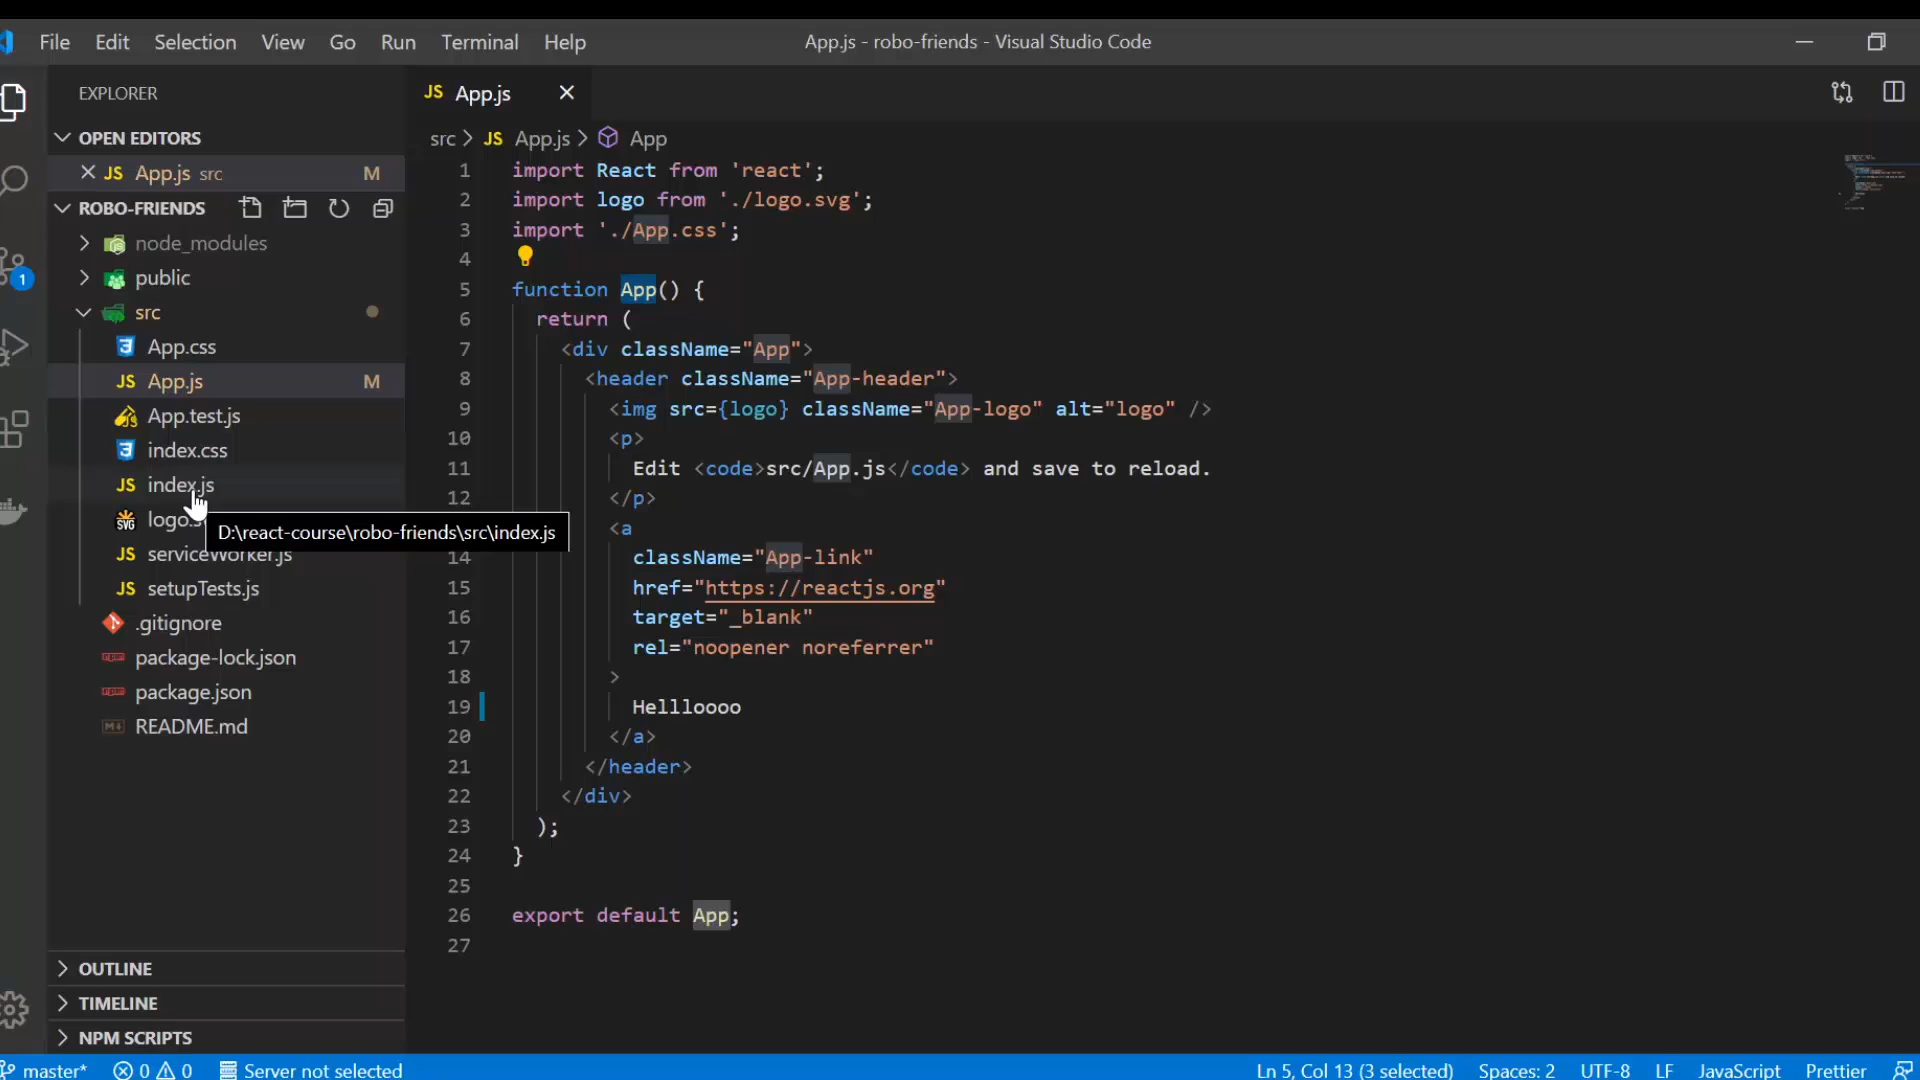 File Edit Selection View Go Run Terminal Help App.js - robo-friends - Visual Studio Code
EXPLORER
OPEN EDITORS
JS App.js src M
ROBO-FRIENDS
node_modules
public
src
App.css
JS App.js M
App.test.js
index.css
JS index.js
SVG logo.s
D:\react-course\robo-friends\src\index.js
JS serviceWorker.js
JS setupTests.js
.gitignore
package-lock.json
package.json
README.md
OUTLINE
TIMELINE
NPM SCRIPTS
1
JS App.js
src > JS App.js > App
1 import React from 'react';
2 import logo from './logo.svg';
3 import './App.css';
4
5 function App() {
6 return (
7 <div className="App">
8 <header className="App-header">
9 <img src={logo} className="App-logo" alt="logo" />
10 <p>
11 Edit <code>src/App.js</code> and save to reload.
12 </p>
<a
14 className="App-link"
15 href="https://reactjs.org"
16 target="_blank"
17 rel="noopener noreferrer"
18 >
19 Hellloooo
20 </a>
21 </header>
22 </div>
23 );
24 }
25
26 export default App;
27
master* 0 0 Server not selected Ln 5, Col 13 (3 selected) Spaces: 2 UTF-8 LF JavaScript Prettier